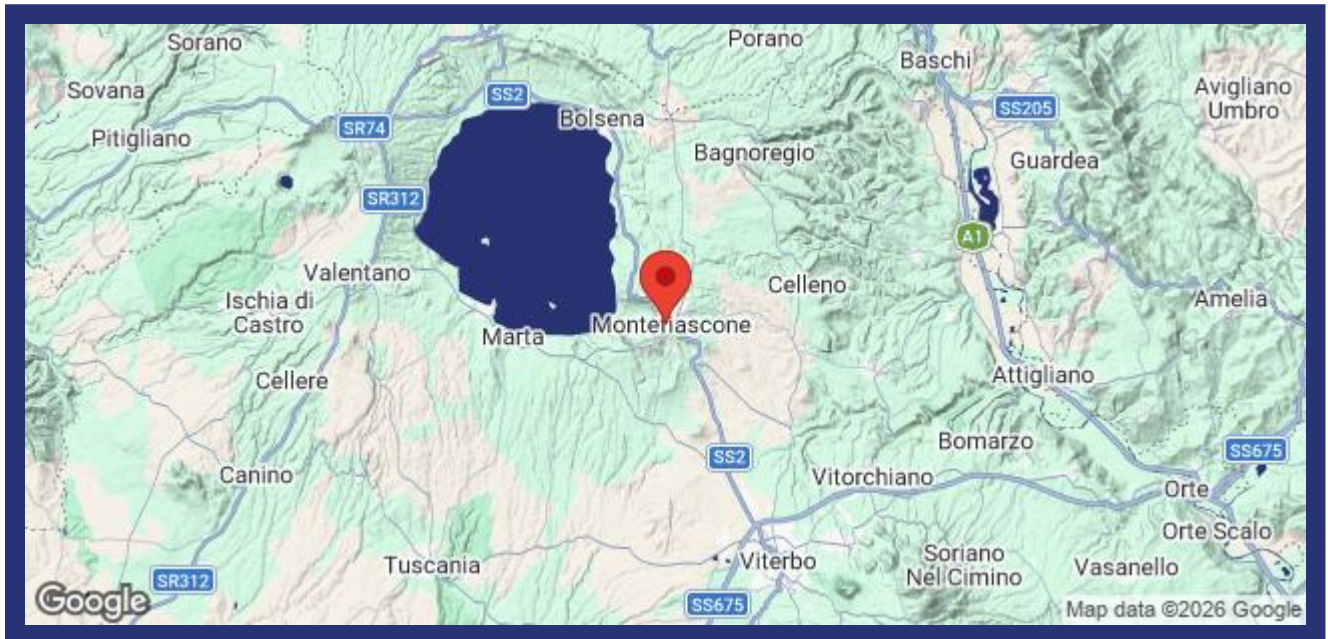 Sorano
Porano
Baschi
Sovana
SS2
SS205
Avigliano
Umbro
Pitigliano
SR74
Bolsena
Bagnoregio
Guardea
SR312
A1
Valentano
Celleno
Ischia di
Castro
Amelia
Marta
Montefiascone
Cellere
Attigliano
Bomarzo
SS675
SS2
Canino
Vitorchiano
Orte
Orte Scalo
Tuscania
Viterbo
Soriano
Nel Cimino
Vasanello
SR312
SS675
Google
Map data ©2026 Google